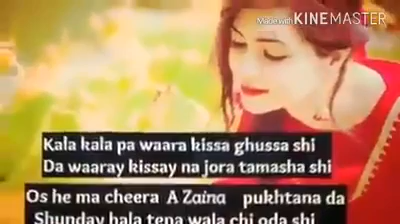 Made with KINEMASTER
Kala kala pa waara kissa ghussa shi
Da waaray kissay na jora tamasha shi
Os he ma cheera A Zaina pukhtana da
Shunday hala tena wala chi oda shi